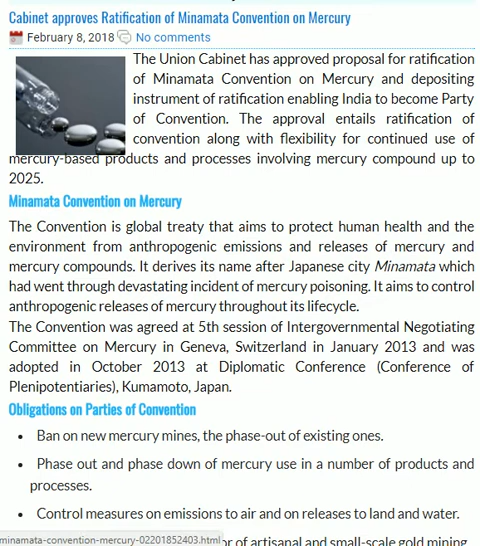 Cabinet approves Ratification of Minamata Convention on Mercury
February 8, 2018 No comments
The Union Cabinet has approved proposal for ratification
of Minamata Convention on Mercury and depositing
instrument of ratification enabling India to become Party
of Convention. The approval entails ratification of
convention along with flexibility for continued use of
mercury-based products and processes involving mercury compound up to
2025.
Minamata Convention on Mercury
The Convention is global treaty that aims to protect human health and the
environment from anthropogenic emissions and releases of mercury and
mercury compounds. It derives its name after Japanese city Minamata which
had went through devastating incident of mercury poisoning. It aims to control
anthropogenic releases of mercury throughout its lifecycle.
The Convention was agreed at 5th session of Intergovernmental Negotiating
Committee on Mercury in Geneva, Switzerland in January 2013 and was
adopted in October 2013 at Diplomatic Conference (Conference of
Plenipotentiaries), Kumamoto, Japan.
Obligations on Parties of Convention
• Ban on new mercury mines, the phase-out of existing ones.
• Phase out and phase down of mercury use in a number of products and
processes.
• Control measures on emissions to air and on releases to land and water.
minamata-convention-mercury-02201852403.html or of artisanal and small-scale gold mining